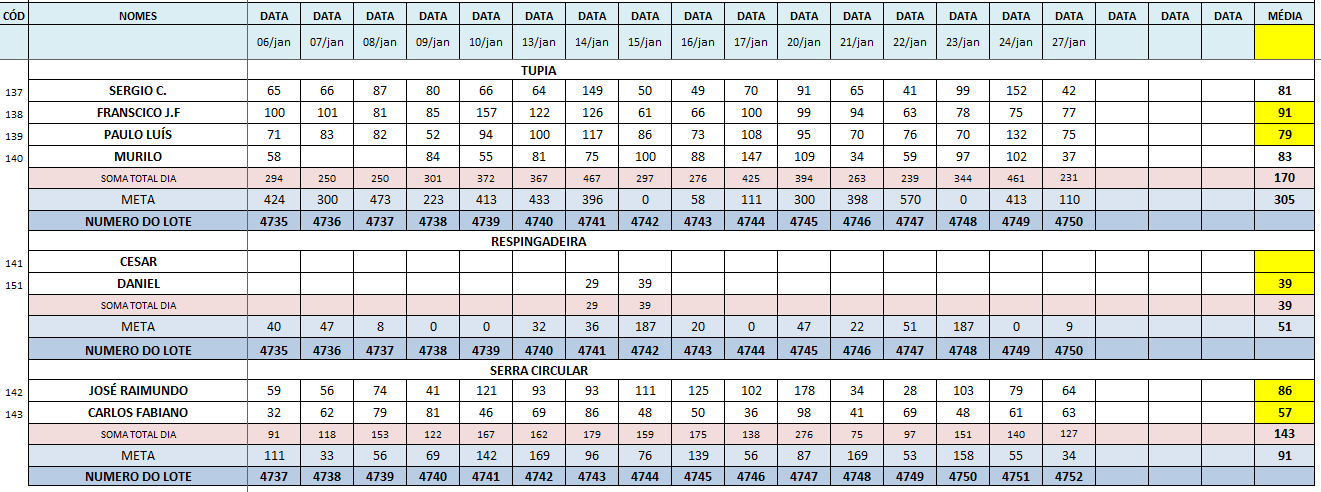 CÓD NOMES DATA DATA DATA DATA DATA DATA DATA DATA DATA DATA DATA DATA DATA DATA DATA DATA DATA DATA DATA MÉDIA
06/jan 07/jan 08/jan 09/jan 10/jan 13/jan 14/jan 15/jan 16/jan 17/jan 20/jan 21/jan 22/jan 23/jan 24/jan 27/jan
TUPIA
137 SERGIO C. 65 66 87 80 66 64 149 50 49 70 91 65 41 99 152 42 81
138 FRANSCICO J.F 100 101 81 85 157 122 126 61 66 100 99 94 63 78 75 77 91
139 PAULO LUÍS 71 83 82 52 94 100 117 86 73 108 95 70 76 70 132 75 79
140 MURILO 58 84 55 81 75 100 88 147 109 34 59 97 102 37 83
SOMA TOTAL DIA 294 250 250 301 372 367 467 297 276 425 394 263 239 344 461 231 170
META 424 300 473 223 413 433 396 0 58 111 300 398 570 0 413 110 305
NUMERO DO LOTE 4735 4736 4737 4738 4739 4740 4741 4742 4743 4744 4745 4746 4747 4748 4749 4750
RESPINGADEIRA
141 CESAR
151 DANIEL 29 39 39
SOMA TOTAL DIA 29 39 39
META 40 47 8 0 0 32 36 187 20 0 47 22 51 187 0 9 51
NUMERO DO LOTE 4735 4736 4737 4738 4739 4740 4741 4742 4743 4744 4745 4746 4747 4748 4749 4750
SERRA CIRCULAR
142 JOSÉ RAIMUNDO 59 56 74 41 121 93 93 111 125 102 178 34 28 103 79 64 86
143 CARLOS FABIANO 32 62 79 81 46 69 86 48 50 36 98 41 69 48 61 63 57
SOMA TOTAL DIA 91 118 153 122 167 162 179 159 175 138 276 75 97 151 140 127 143
META 111 33 56 69 142 169 96 76 139 56 87 169 53 158 55 34 91
NUMERO DO LOTE 4737 4738 4739 4740 4741 4742 4743 4744 4745 4746 4747 4748 4749 4750 4751 4752